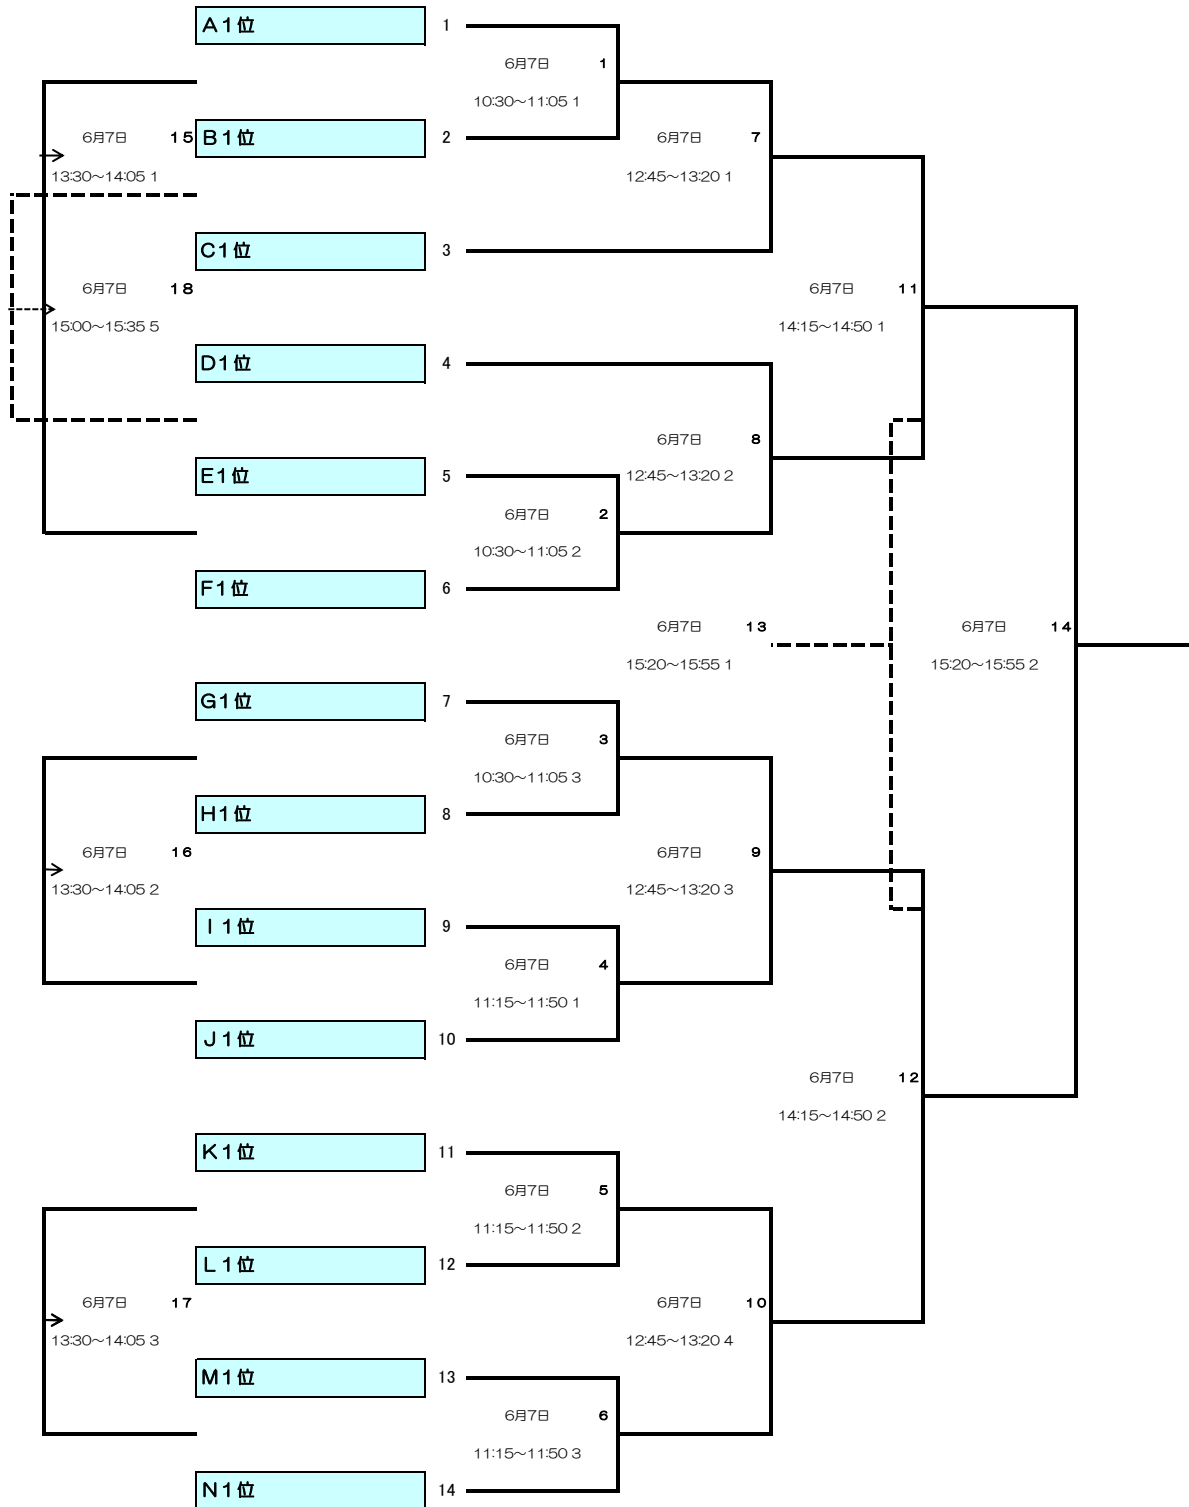 A1位 1
6月7日 1
10:30～11:05 1
6月7日 15 B1位 2 6月7日 7
13:30～14:05 1 12:45～13:20 1
C1位 3
6月7日 18 6月7日 11
15:00～15:35 5 14:15～14:50 1
D1位 4
6月7日 8
E1位 5 12:45～13:20 2
6月7日 2
10:30～11:05 2
F1位 6
6月7日 13 6月7日 14
15:20～15:55 1 15:20～15:55 2
G1位 7
6月7日 3
10:30～11:05 3
H1位 8
6月7日 16 6月7日 9
13:30～14:05 2 12:45～13:20 3
I1位 9
6月7日 4
11:15～11:50 1
J1位 10
6月7日 12
14:15～14:50 2
K1位 11
6月7日 5
11:15～11:50 2
L1位 12
6月7日 17 6月7日 10
13:30～14:05 3 12:45～13:20 4
M1位 13
6月7日 6
11:15～11:50 3
N1位 14